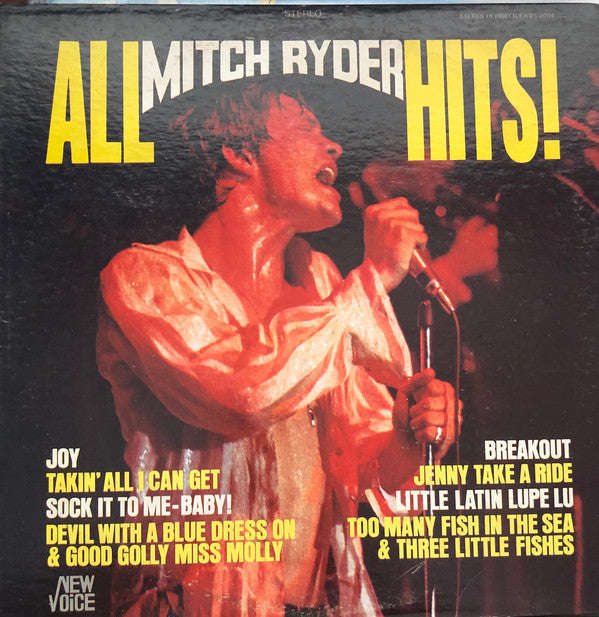 STEREO
STEREO
ALL MITCH RYDER HITS!
JOY
TAKIN' ALL I CAN GET
SOCK IT TO ME-BABY!
DEVIL WITH A BLUE DRESS ON
& GOOD GOLLY MISS MOLLY
BREAKOUT
JENNY TAKE A RIDE
LITTLE LATIN LUPE LU
TOO MANY FISH IN THE SEA
& THREE LITTLE FISHES
NEW
VOICE